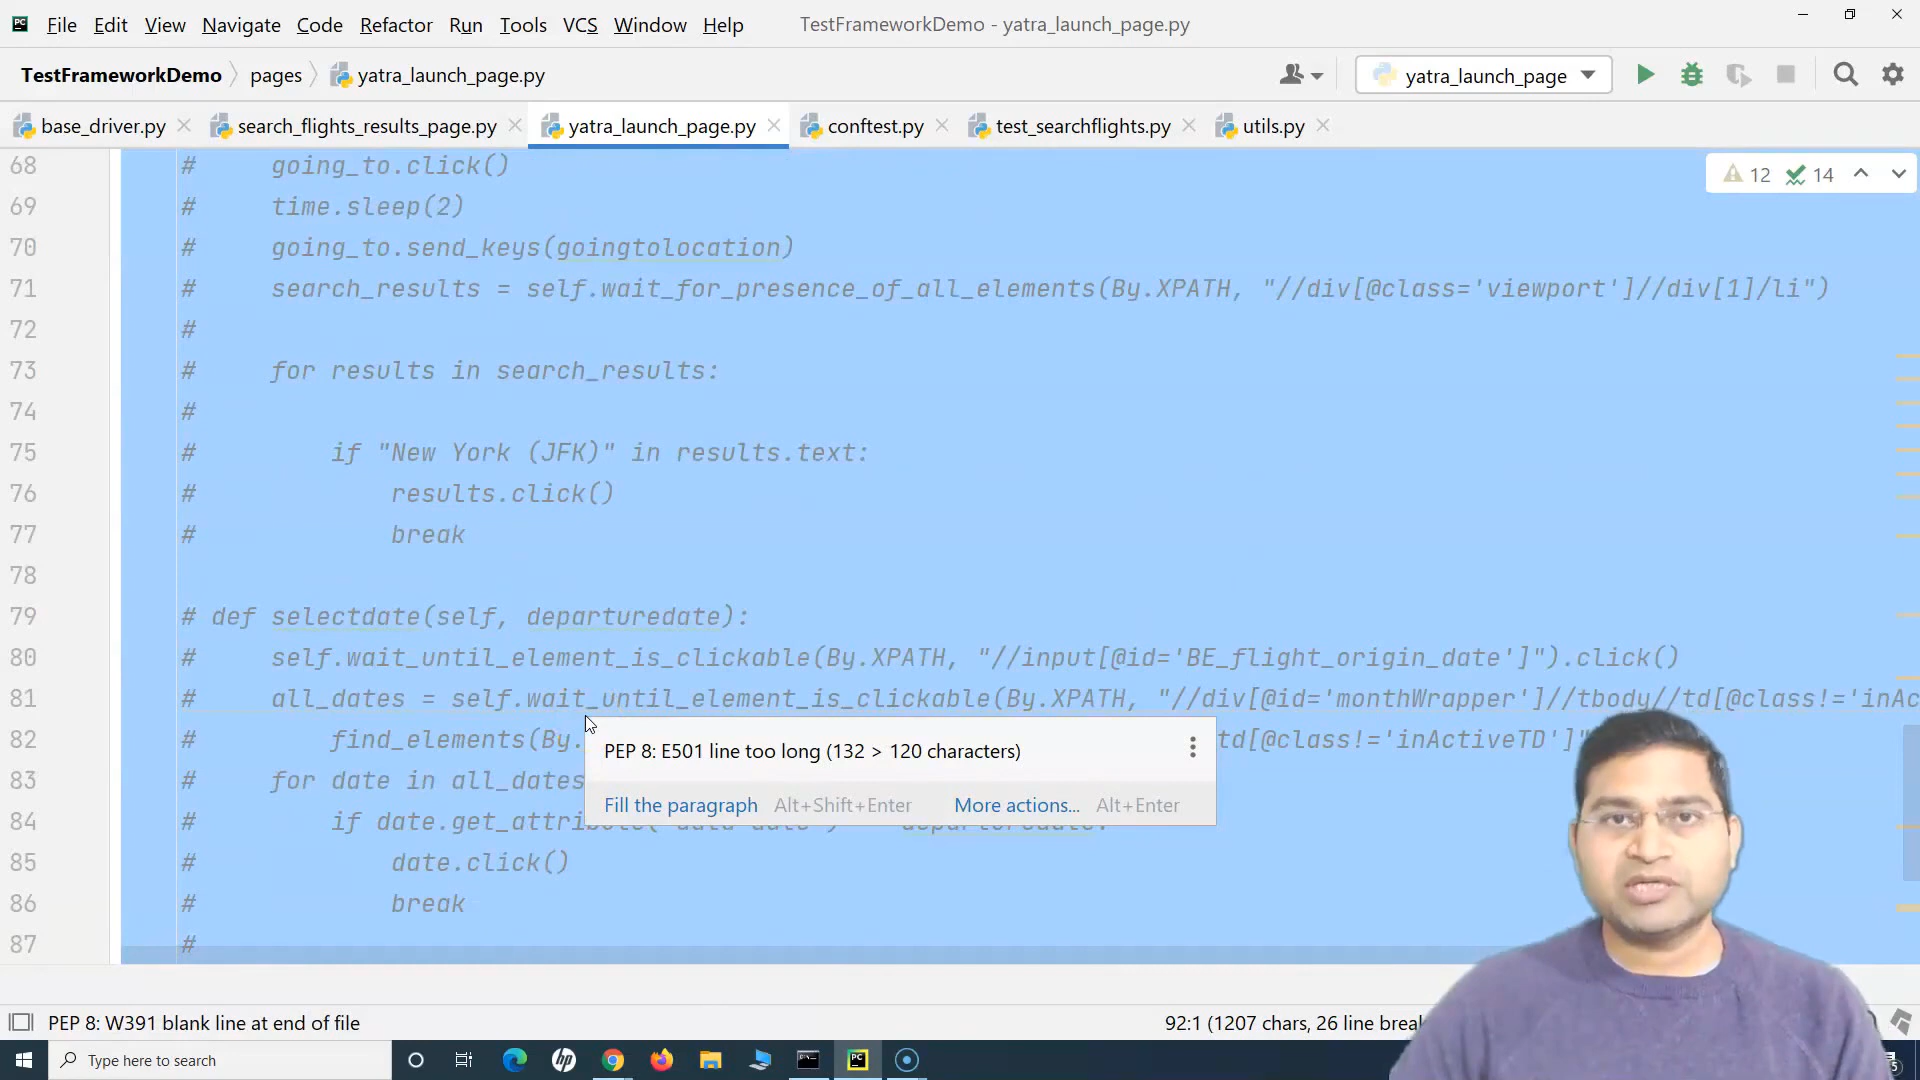 File Edit View Navigate Code Refactor Run Tools VCS Window Help TestFrameworkDemo - yatra_launch_page.py
TestFrameworkDemo pages yatra_launch_page.py yatra_launch_page
base_driver.py search_flights_results_page.py yatra_launch_page.py conftest.py test_searchflights.py utils.py
12 14
68 # going_to.click()
69 # time.sleep(2)
70 # going_to.send_keys(goingtolocation)
71 # search_results = self.wait_for_presence_of_all_elements(By.XPATH, "//div[@class='viewport']//div[1]/li")
72 #
73 # for results in search_results:
74 #
75 # if "New York (JFK)" in results.text:
76 # results.click()
77 # break
78
79 # def selectdate(self, departuredate):
80 # self.wait_until_element_is_clickable(By.XPATH, "//input[@id='BE_flight_origin_date']").click()
81 # all_dates = self.wait_until_element_is_clickable(By.XPATH, "//div[@id='monthWrapper']//tbody//td[@class!='inAc
82 # find_elements(By. td[@class!='inActiveTD']"
PEP 8: E501 line too long (132 > 120 characters)
83 # for date in all_dates
Fill the paragraph Alt+Shift+Enter More actions... Alt+Enter
84 # if date.get_attribute(
85 # date.click()
86 # break
87 #
PEP 8: W391 blank line at end of file 92:1 (1207 chars, 26 line brea
Type here to search